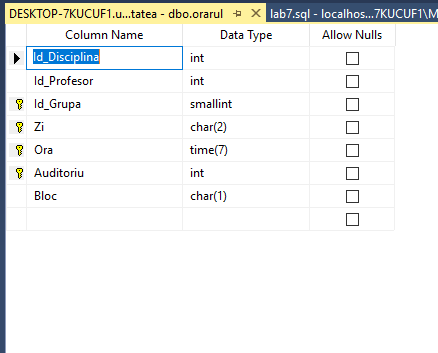 DESKTOP-7KUCUF1.u...tatea - dbo.orarul lab7.sql - localhos...7KUCUF1\M
Column Name Data Type Allow Nulls
Id_Disciplina int
Id_Profesor int
Id_Grupa smallint
Zi char(2)
Ora time(7)
Auditoriu int
Bloc char(1)